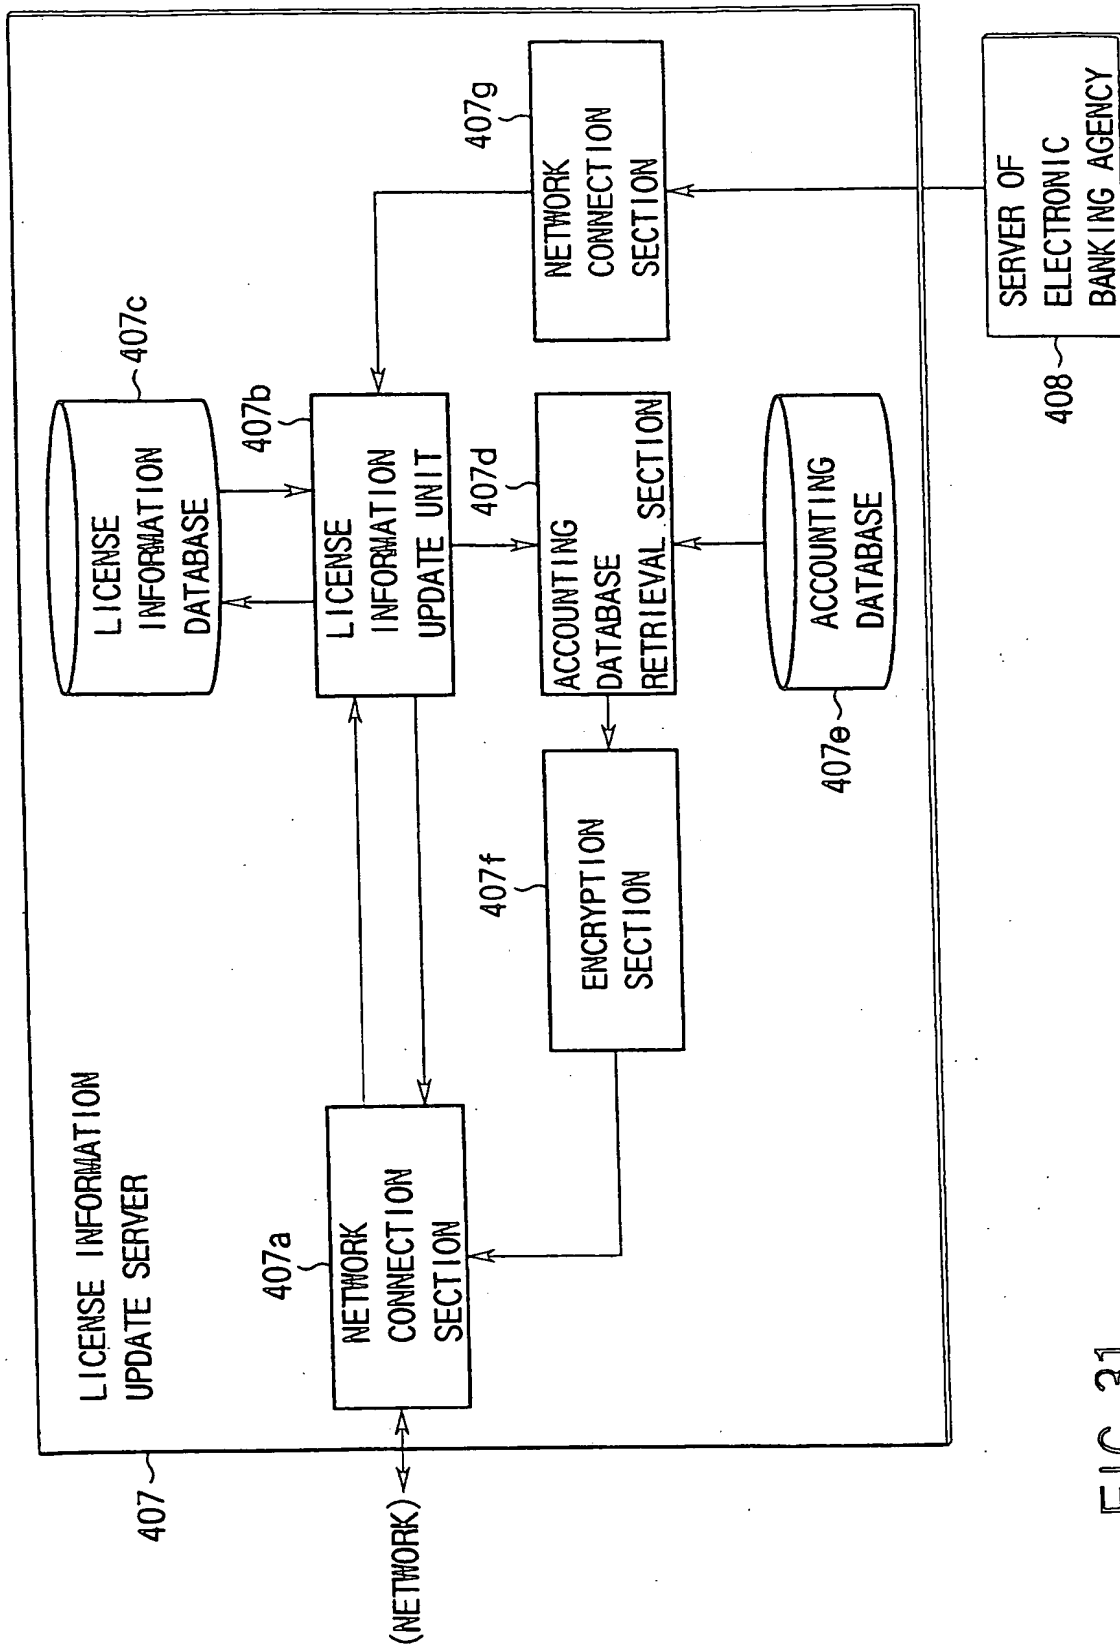 LICENSE INFORMATION
UPDATE SERVER
407
(NETWORK)
407a
NETWORK
CONNECTION
SECTION
407c
LICENSE
INFORMATION
DATABASE
407b
LICENSE
INFORMATION
UPDATE UNIT
407g
NETWORK
CONNECTION
SECTION
407d
ACCOUNTING
DATABASE
RETRIEVAL SECTION
407f
ENCRYPTION
SECTION
407e
ACCOUNTING
DATABASE
408
SERVER OF
ELECTRONIC
BANKING AGENCY